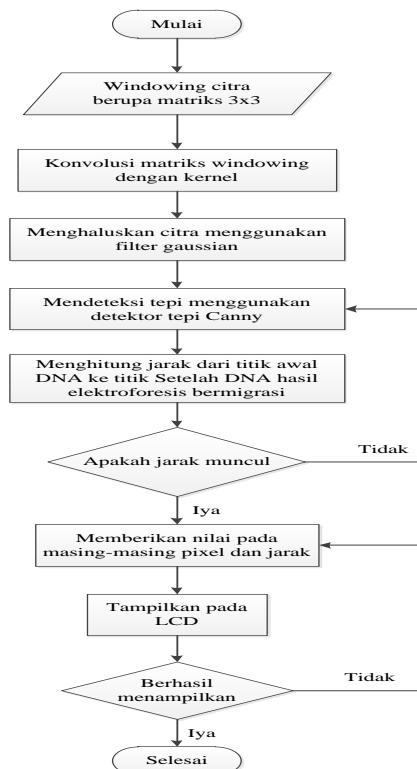 Mulai
Windowing citra
berupa matriks 3x3
Konvolusi matriks windowing
dengan kernel
Menghaluskan citra menggunakan
filter gaussian
Mendeteksi tepi menggunakan
detektor tepi Canny
Menghitung jarak dari titik awal
DNA ke titik Setelah DNA hasil
elektroforesis bermigrasi
Apakah jarak muncul
Tidak
Iya
Memberikan nilai pada
masing-masing pixel dan jarak
Tampilkan pada
LCD
Berhasil
menampilkan
Tidak
Iya
Selesai